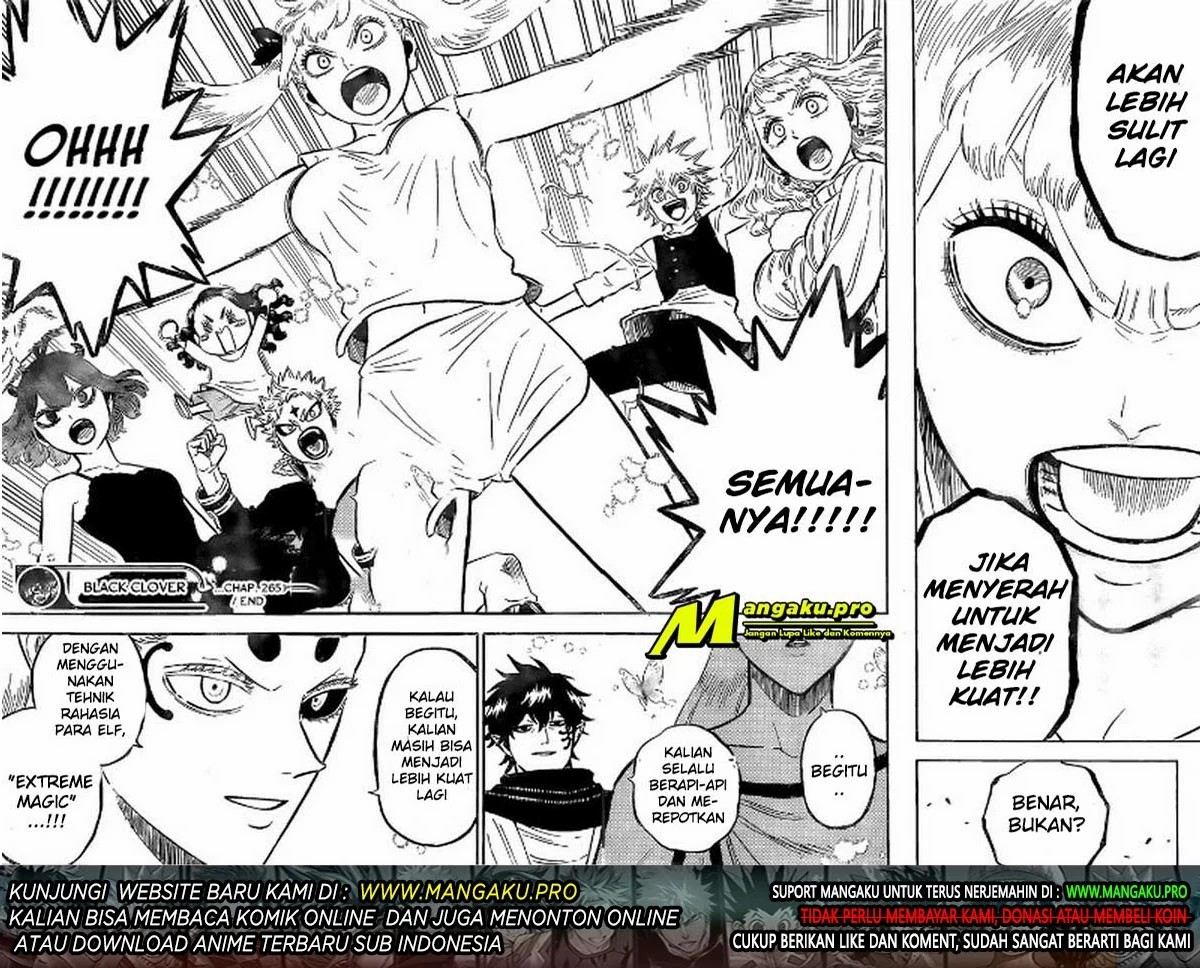 AKAN
LEBIH
SULIT
LAGI
JIKA
MENYERAH
UNTUK
MENJADI
LEBIH
KUAT!!
BENAR,
BUKAN?
SEMUA-
NYA!!!!!
OHHH
!!!!!!!!
BLACK CLOVER
...CHAP. 265
/ END
Mangaku.pro
Jangan Lupa Like dan Komennya
..
BEGITU
..
KALIAN
SELALU
BERAPI-API
DAN ME-
REPOTKAN
KALAU
BEGITU,
KALIAN
MASIH BISA
MENJADI
LEBIH KUAT
LAGI
DENGAN
MENGGU-
NAKAN
TEHNIK
RAHASIA
PARA ELF,
"EXTREME
MAGIC"
...!!!
KUNJUNGI WEBSITE BARU KAMI DI : WWW.MANGAKU.PRO
KALIAN BISA MEMBACA KOMIK ONLINE DAN JUGA MENONTON ONLINE
ATAU DOWNLOAD ANIME TERBARU SUB INDONESIA
SUPORT MANGAKU UNTUK TERUS NERJEMAHIN DI : WWW.MANGAKU.PRO
TIDAK PERLU MEMBAYAR KAMI, DONASI ATAU MEMBELI KOIN
CUKUP BERIKAN LIKE DAN KOMENT, SUDAH SANGAT BERARTI BAGI KAMI